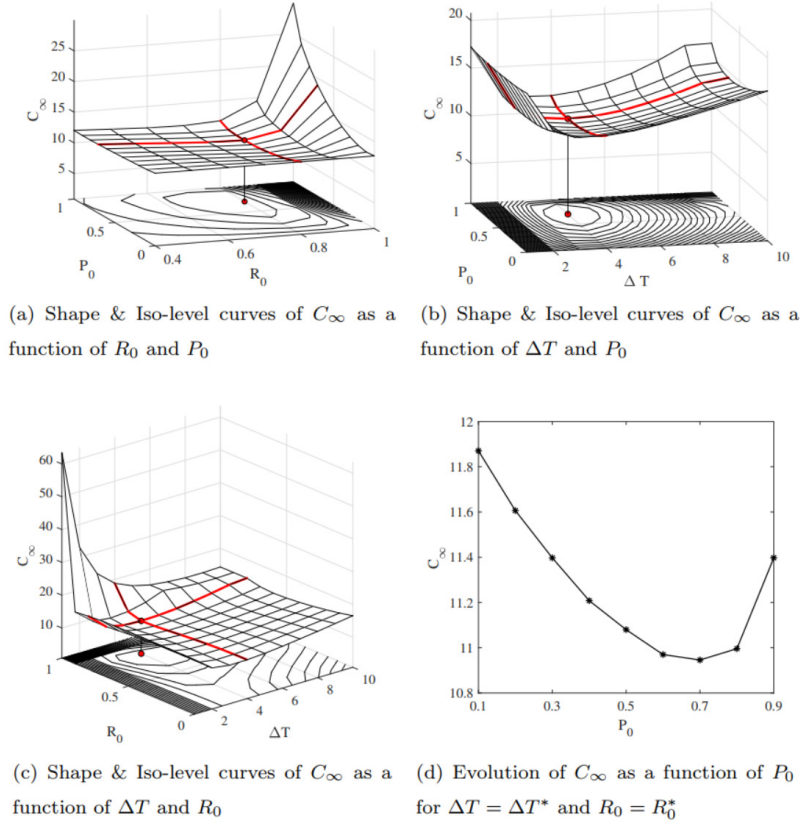 25
20
15
10
5
C∞
1
0.5
0
P0
0.4
0.6
0.8
1
R0
(a) Shape & Iso-level curves of C∞ as a
function of R0 and P0
20
15
10
5
C∞
1
0.5
0
P0
2
4
6
8
10
Δ T
(b) Shape & Iso-level curves of C∞ as a
function of ΔT and P0
60
50
40
30
20
10
C∞
1
0.5
0
R0
2
4
6
8
10
ΔT
(c) Shape & Iso-level curves of C∞ as a
function of ΔT and R0
12
11.8
11.6
11.4
11.2
11
10.8
C∞
0.1 0.3 0.5 0.7 0.9
P0
(d) Evolution of C∞ as a function of P0
for ΔT = ΔT* and R0 = R0*